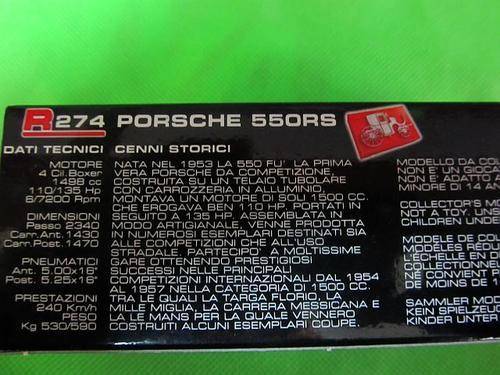 R274 PORSCHE 550RS
DATI TECNICI
MOTORE
4 Cil.Boxer
1498 cc
110/135 Hp
6/7200 Rpm
DIMENSIONI
Passo 2340
Carr.Ant. 1430
Carr.Post. 1470
PNEUMATICI
Ant. 5.00x16"
Post. 5.25x16"
PRESTAZIONI
240 Km/h
PESO
Kg 530/590
CENNI STORICI
NATA NEL 1953 LA 550 FU' LA PRIMA
VERA PORSCHE DA COMPETIZIONE,
COSTRUITA SU UN TELAIO TUBOLARE
CON CARROZZERIA IN ALLUMINIO,
MONTAVA UN MOTORE DI SOLI 1500 CC.
CHE EROGAVA BEN 110 HP, PORTATI IN
SEGUITO A 135 HP, ASSEMBLATA IN
MODO ARTIGIANALE, VENNE PRODOTTA
IN NUMEROSI ESEMPLARI DESTINATI SIA
ALLE COMPETIZIONI CHE ALL'USO
STRADALE. PARTECIPO' A MOLTISSIME
GARE OTTENENDO PRESTIGIOSI
SUCCESSI NELLE PRINCIPALI
COMPETIZIONI INTERNAZIONALI DAL 1954
AL 1957 NELLA CATEGORIA DI 1500 CC.
TRA LE QUALI LA TARGA FLORIO, LA
MILLE MIGLIA, LA CARRERA MESSICANA E
LA LE MANS PER LA QUALE VENNERO
COSTRUITI ALCUNI ESEMPLARI COUPE.
MODELLO DA CO
NON E' UN GIOCA
NON E' ADATTO A
MINORE DI 14 AN
COLLECTOR'S MO
NOT A TOY. UNSU
CHILDREN UNDE
MODELE DE COL
MODELES REDUI
L'ECHELLE EN DE
COLLECTIONNE
NE CONVIENT P
DE MOINS DE 1
SAMMLER MODE
KEIN SPIELZEUG
KINDER UNTER